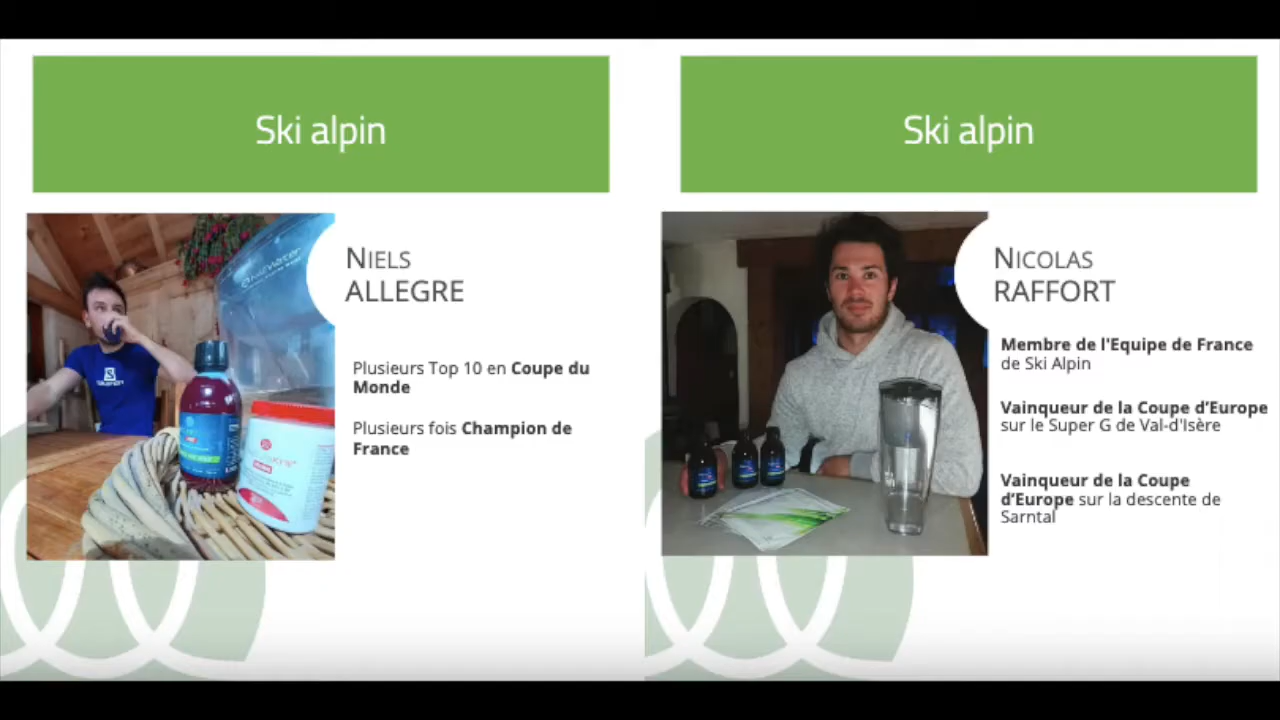 Ski alpin
NIELS
ALLEGRE
Plusieurs Top 10 en Coupe du
Monde
Plusieurs fois Champion de
France
Ski alpin
NICOLAS
RAFFORT
Membre de l'Equipe de France
de Ski Alpin
Vainqueur de la Coupe d’Europe
sur le Super G de Val-d'Isère
Vainqueur de la Coupe
d’Europe sur la descente de
Sarntal